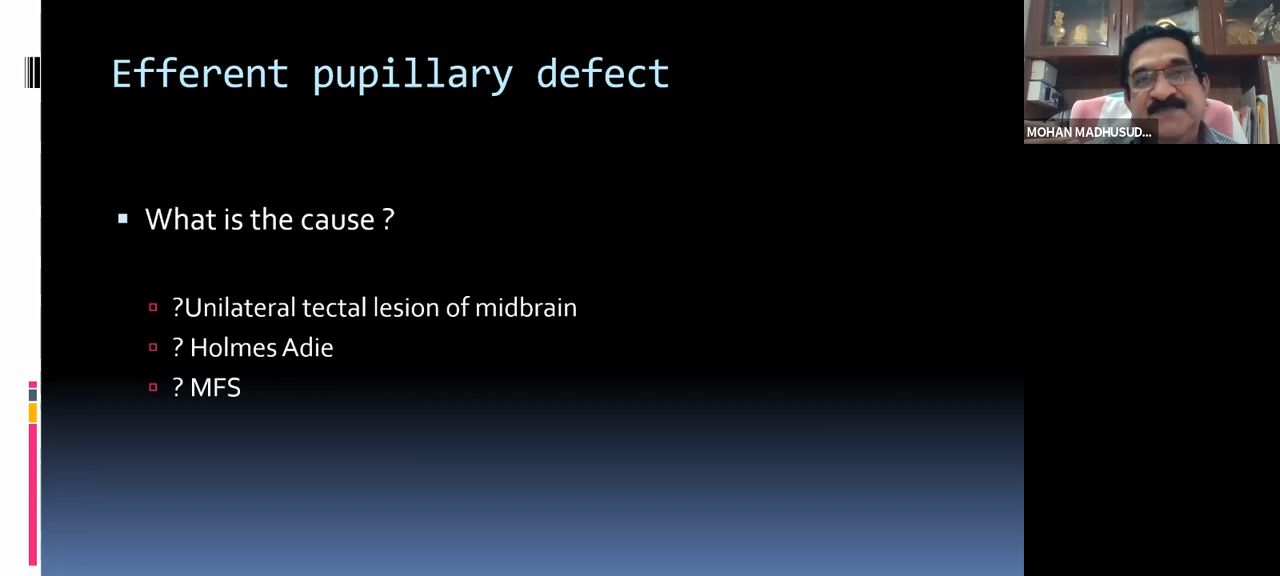 Efferent pupillary defect
MOHAN MADHUSUD...
What is the cause ?
?Unilateral tectal lesion of midbrain
? Holmes Adie
? MFS